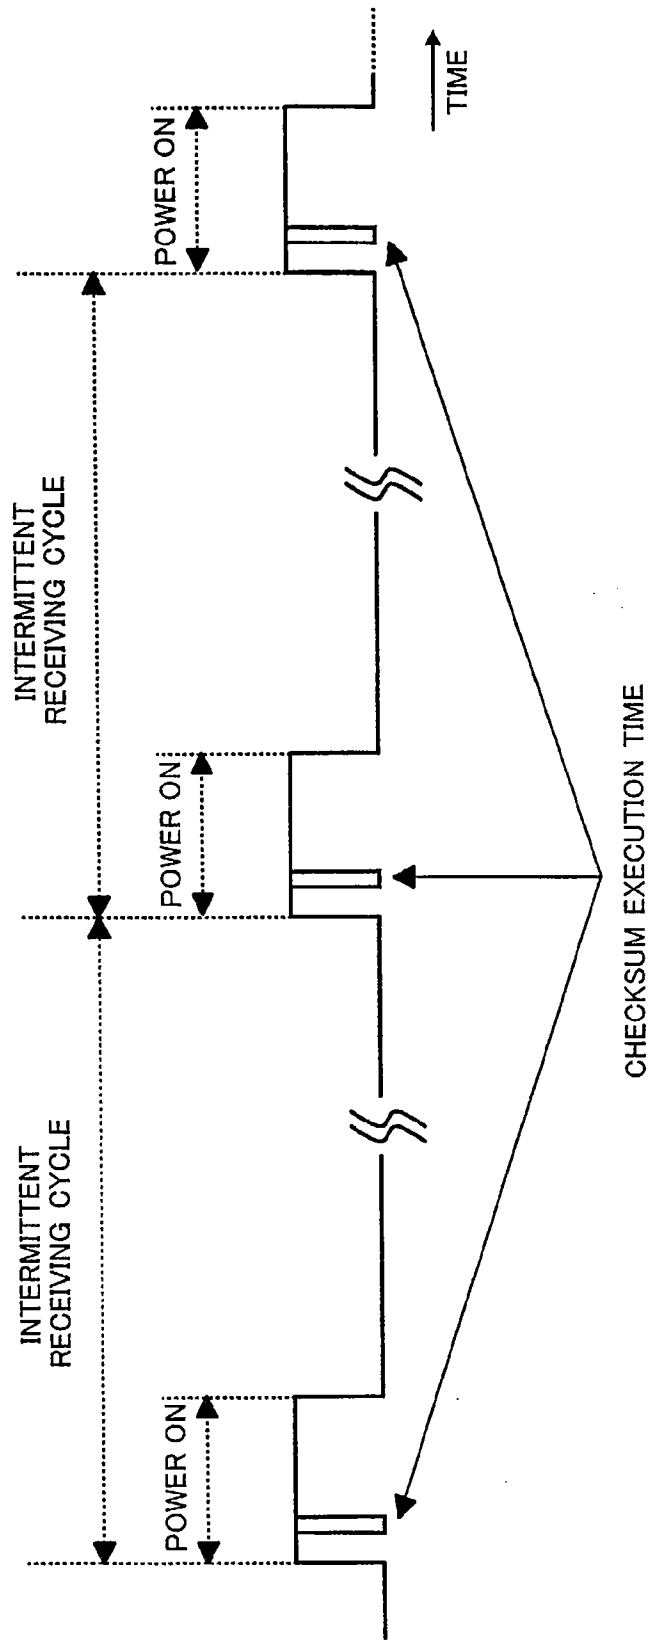 INTERMITTENT
RECEIVING CYCLE
INTERMITTENT
RECEIVING CYCLE
POWER ON
POWER ON
POWER ON
TIME
CHECKSUM EXECUTION TIME